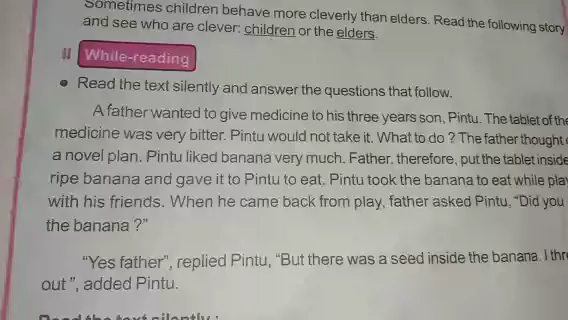 Sometimes children behave more cleverly than elders. Read the following story
and see who are clever: children or the elders.
II While-reading
• Read the text silently and answer the questions that follow.
A father wanted to give medicine to his three years son, Pintu. The tablet of the
medicine was very bitter. Pintu would not take it. What to do ? The father thought
a novel plan. Pintu liked banana very much. Father, therefore, put the tablet inside
ripe banana and gave it to Pintu to eat. Pintu took the banana to eat while
with his friends. When he came back from play, father asked Pintu, “Did you
the banana ?”
“Yes father”, replied Pintu, “But there was a seed inside the banana. I
out ”, added Pintu.
Read the text silently :